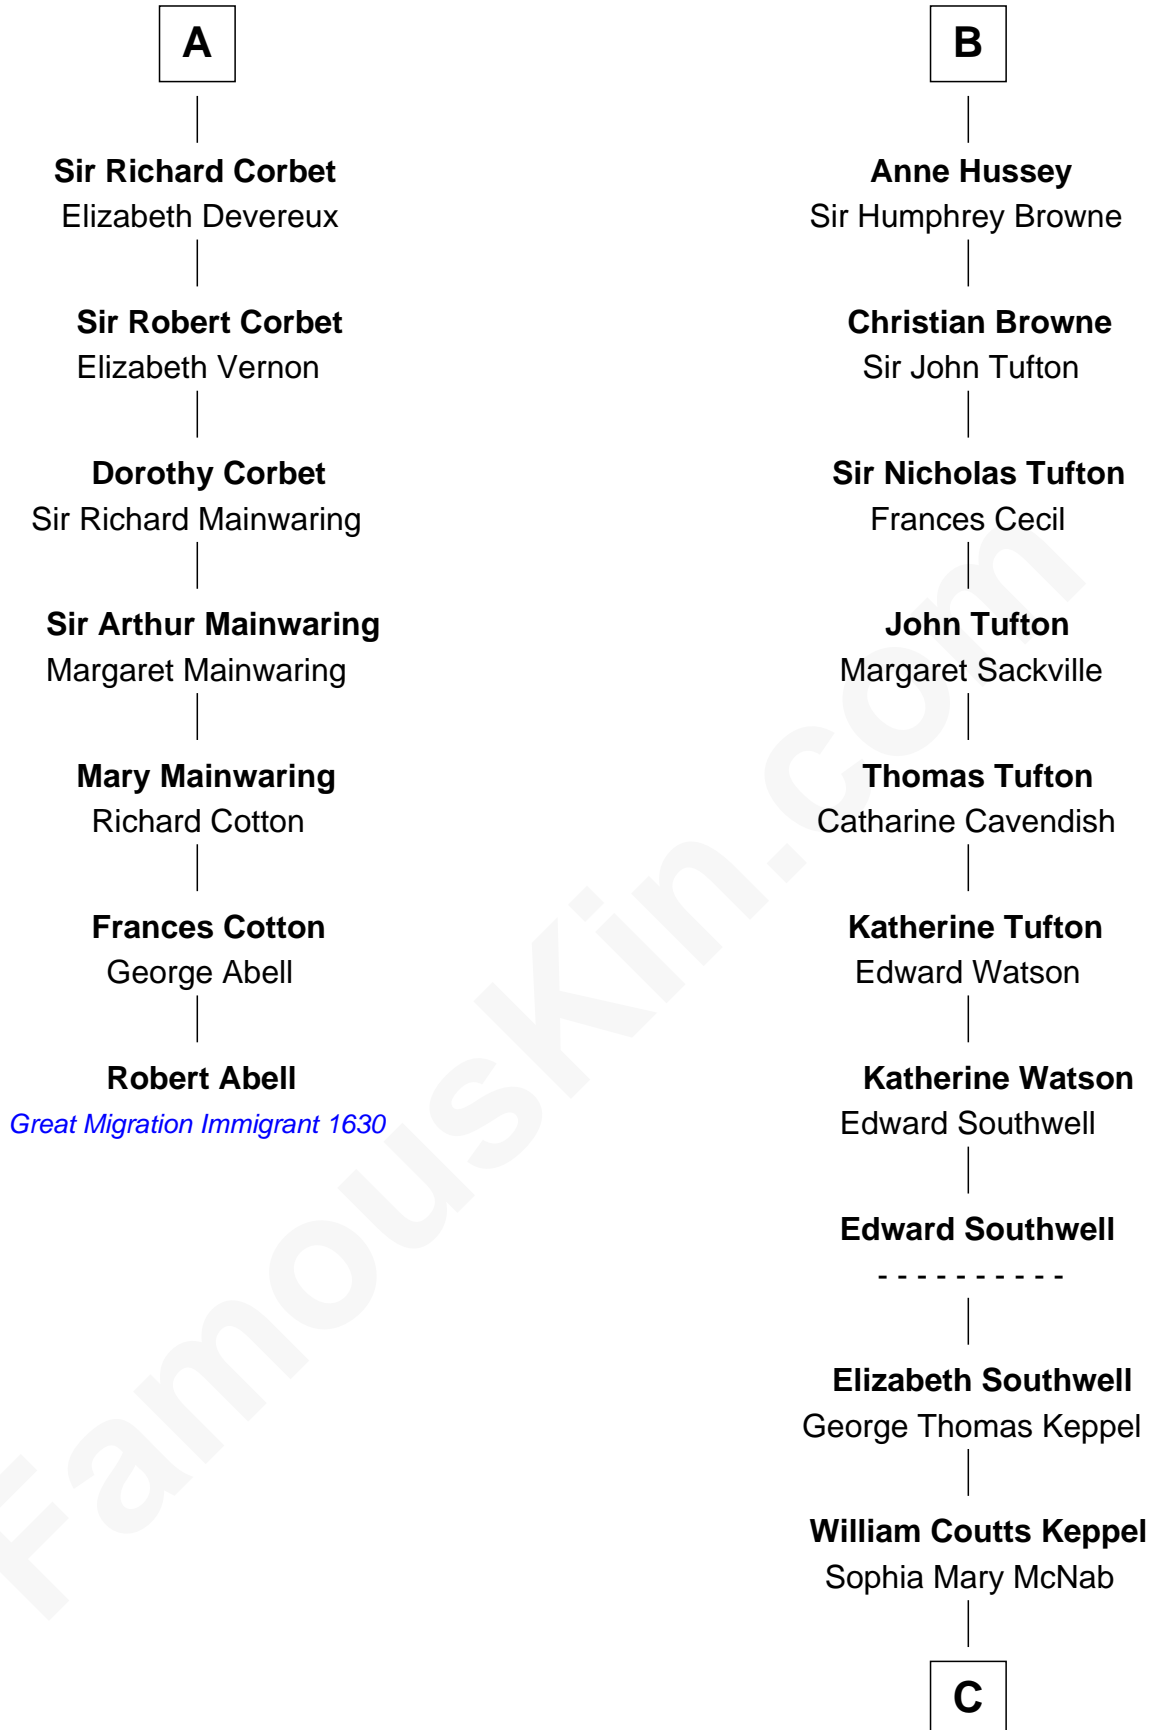 A
Sir Richard Corbet
Elizabeth Devereux
Sir Robert Corbet
Elizabeth Vernon
Dorothy Corbet
Sir Richard Mainwaring
Sir Arthur Mainwaring
Margaret Mainwaring
Mary Mainwaring
Richard Cotton
Frances Cotton
George Abell
Robert Abell
Great Migration Immigrant 1630
B
Anne Hussey
Sir Humphrey Browne
Christian Browne
Sir John Tufton
Sir Nicholas Tufton
Frances Cecil
John Tufton
Margaret Sackville
Thomas Tufton
Catharine Cavendish
Katherine Tufton
Edward Watson
Katherine Watson
Edward Southwell
Edward Southwell
- - - - - - - - - -
Elizabeth Southwell
George Thomas Keppel
William Coutts Keppel
Sophia Mary McNab
C
FamousKin.com